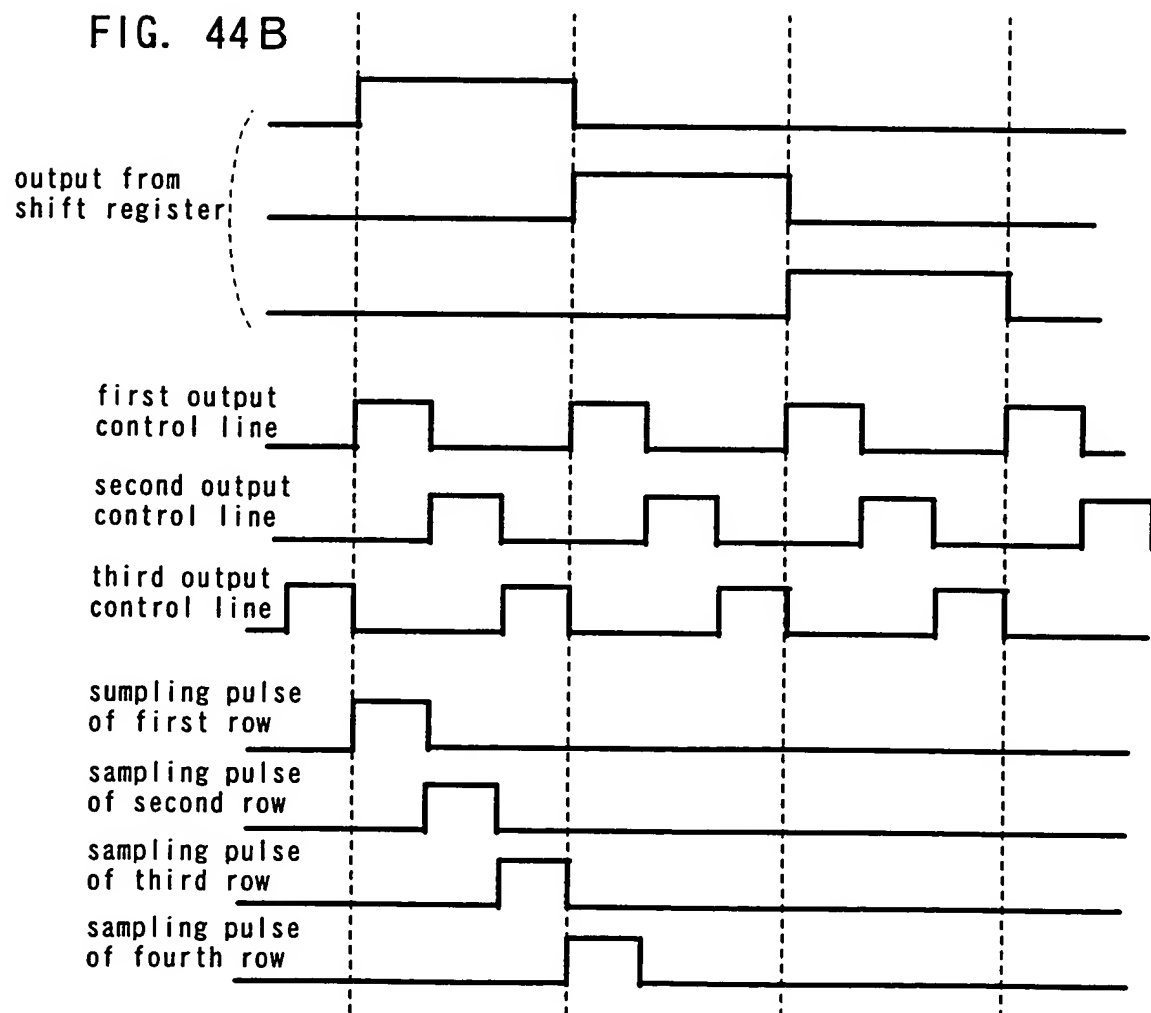 FIG. 44B
output from
shift register
first output
control line
second output
control line
third output
control line
sumpling pulse
of first row
sampling pulse
of second row
sampling pulse
of third row
sampling pulse
of fourth row